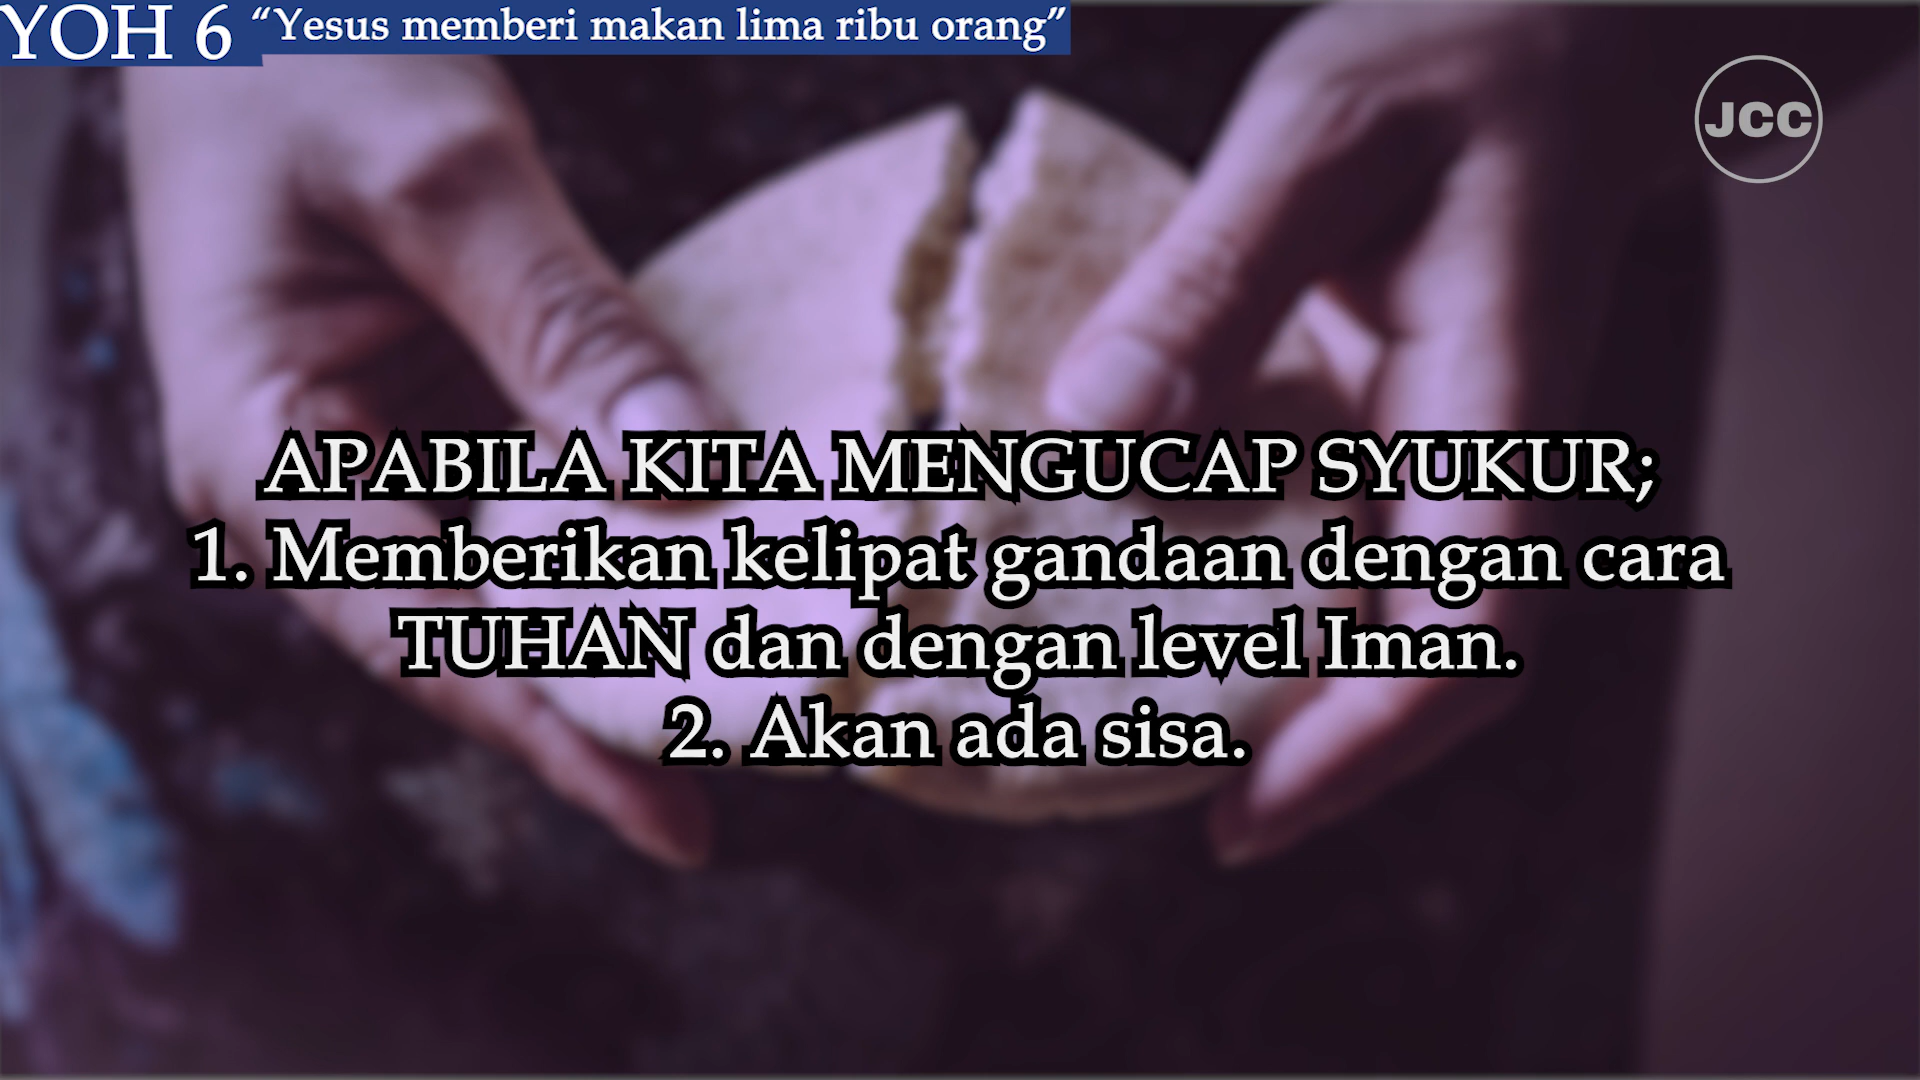 YOH 6 “Yesus memberi makan lima ribu orang”
JCC
APABILA KITA MENGUCAP SYUKUR;
1. Memberikan kelipat gandaan dengan cara
TUHAN dan dengan level Iman.
2. Akan ada sisa.